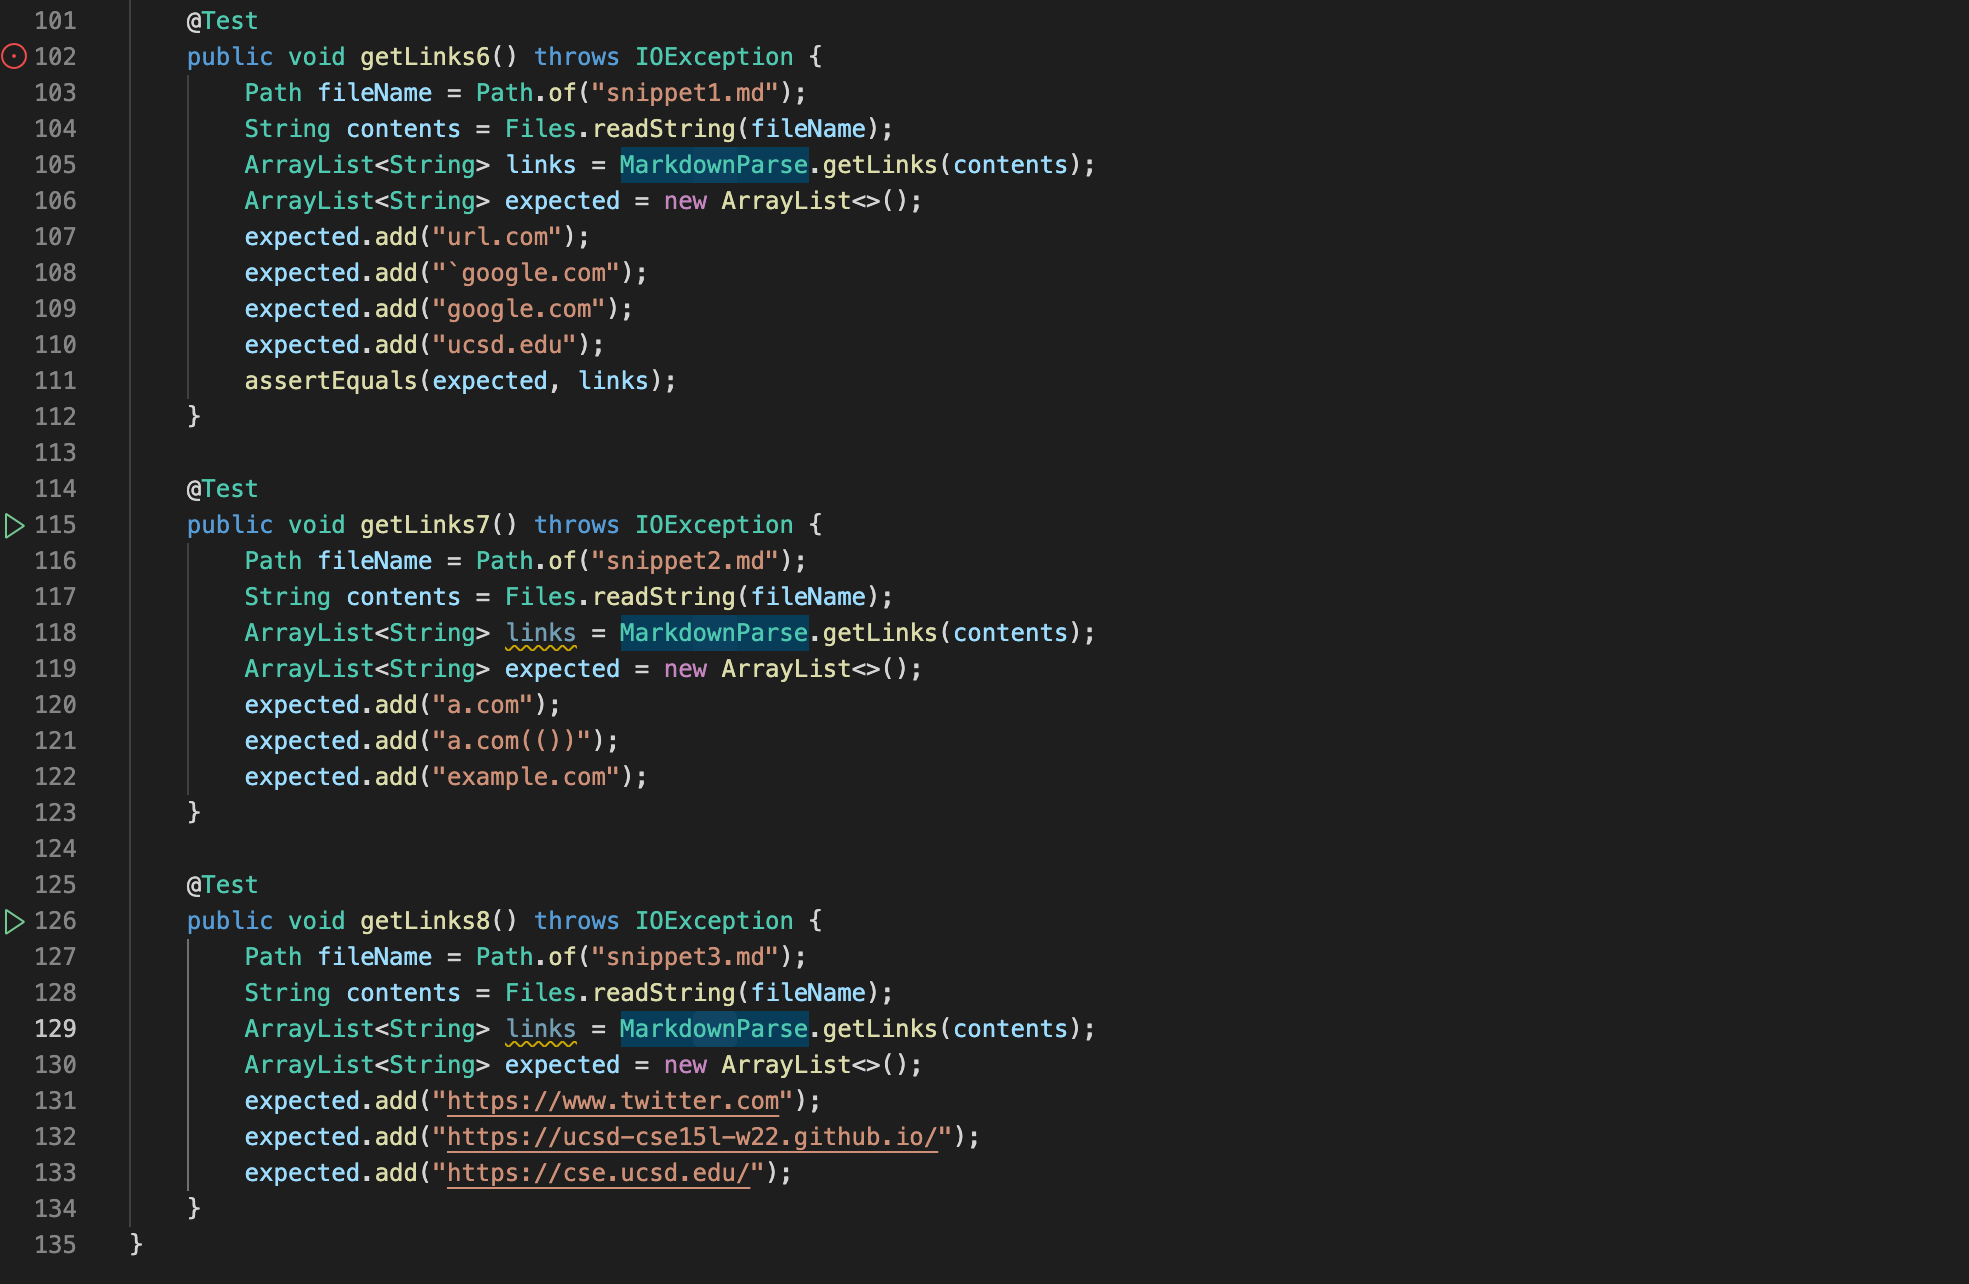 101 @Test
102 public void getLinks6() throws IOException {
103 Path fileName = Path.of("snippet1.md");
104 String contents = Files.readString(fileName);
105 ArrayList<String> links = MarkdownParse.getLinks(contents);
106 ArrayList<String> expected = new ArrayList<>();
107 expected.add("url.com");
108 expected.add("`google.com");
109 expected.add("google.com");
110 expected.add("ucsd.edu");
111 assertEquals(expected, links);
112 }
113
114 @Test
115 public void getLinks7() throws IOException {
116 Path fileName = Path.of("snippet2.md");
117 String contents = Files.readString(fileName);
118 ArrayList<String> links = MarkdownParse.getLinks(contents);
119 ArrayList<String> expected = new ArrayList<>();
120 expected.add("a.com");
121 expected.add("a.com(())");
122 expected.add("example.com");
123 }
124
125 @Test
126 public void getLinks8() throws IOException {
127 Path fileName = Path.of("snippet3.md");
128 String contents = Files.readString(fileName);
129 ArrayList<String> links = MarkdownParse.getLinks(contents);
130 ArrayList<String> expected = new ArrayList<>();
131 expected.add("https://www.twitter.com");
132 expected.add("https://ucsd-cse15l-w22.github.io/");
133 expected.add("https://cse.ucsd.edu/");
134 }
135 }